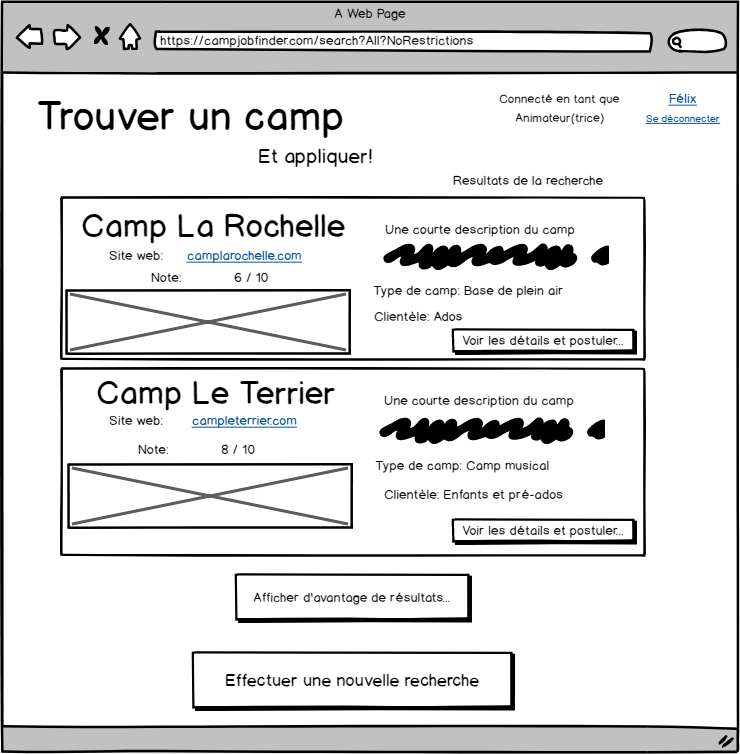 A Web Page
https://campjobfinder.com/search?All?NoRestrictions
Trouver un camp
Et appliquer!
Connecté en tant que
Animateur(trice)
Félix
Se déconnecter
Resultats de la recherche
Camp La Rochelle
Site web: camplarochelle.com
Note: 6 / 10
Une courte description du camp
Type de camp: Base de plein air
Clientèle: Ados
Voir les détails et postuler...
Camp Le Terrier
Site web: campleterrier.com
Note: 8 / 10
Une courte description du camp
Type de camp: Camp musical
Clientèle: Enfants et pré-ados
Voir les détails et postuler...
Afficher d'avantage de résultats...
Effectuer une nouvelle recherche